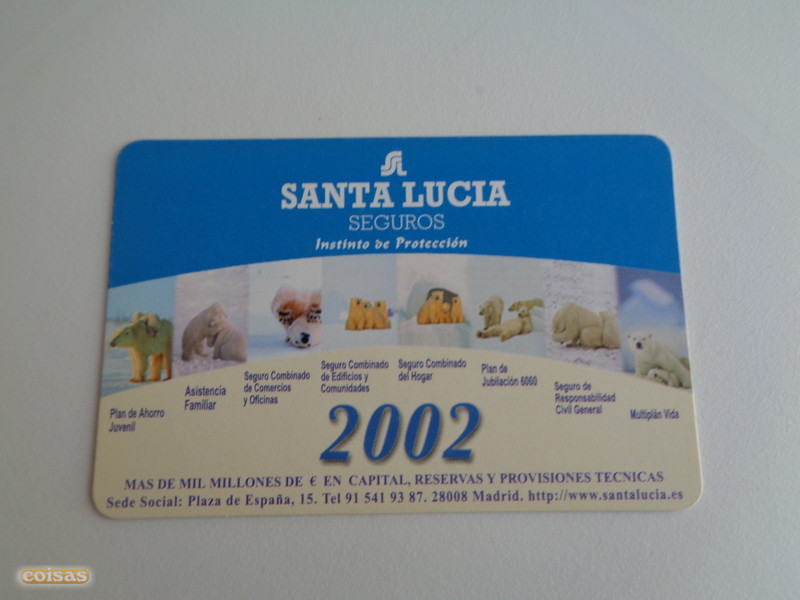 SANTA LUCIA
SEGUROS
Instinto de Protección
Plan de Ahorro
Juvenil
Asistencia
Familiar
Seguro Combinado
de Comercios
y Oficinas
Seguro Combinado
de Edificios y
Comunidades
Seguro Combinado
del Hogar
Plan de
Jubilación 6000
Seguro de
Responsabilidad
Civil General
Multiplán Vida
2002
MAS DE MIL MILLONES DE € EN CAPITAL, RESERVAS Y PROVISIONES TECNICAS
Sede Social: Plaza de España, 15. Tel 91 541 93 87. 28008 Madrid. http://www.santalucia.es
coisas